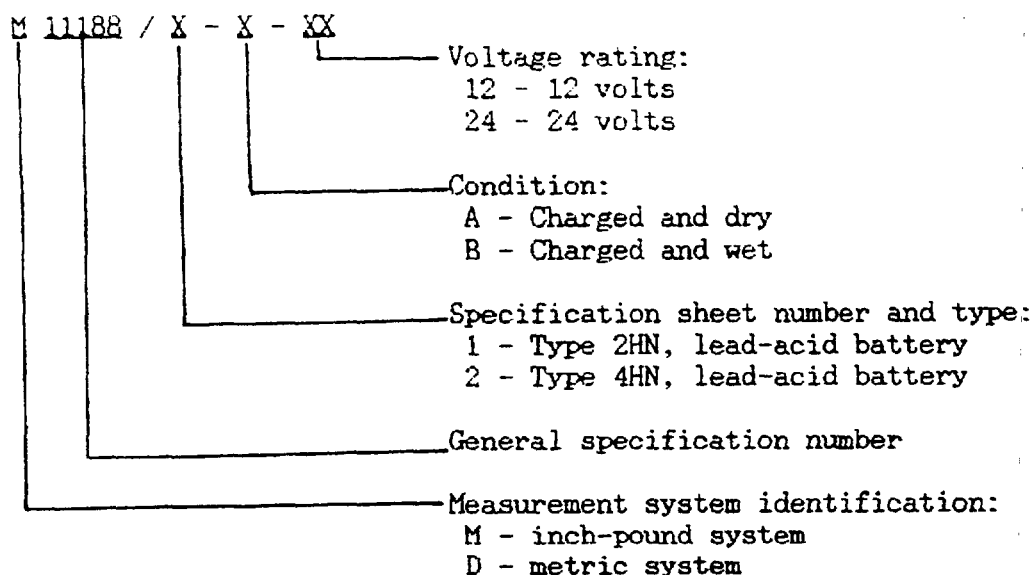 M 11188 / X - X - XX
Voltage rating:
12 - 12 volts
24 - 24 volts
Condition:
A - Charged and dry
B - Charged and wet
Specification sheet number and type:
1 - Type 2HN, lead-acid battery
2 - Type 4HN, lead-acid battery
General specification number
Measurement system identification:
M - inch-pound system
D - metric system